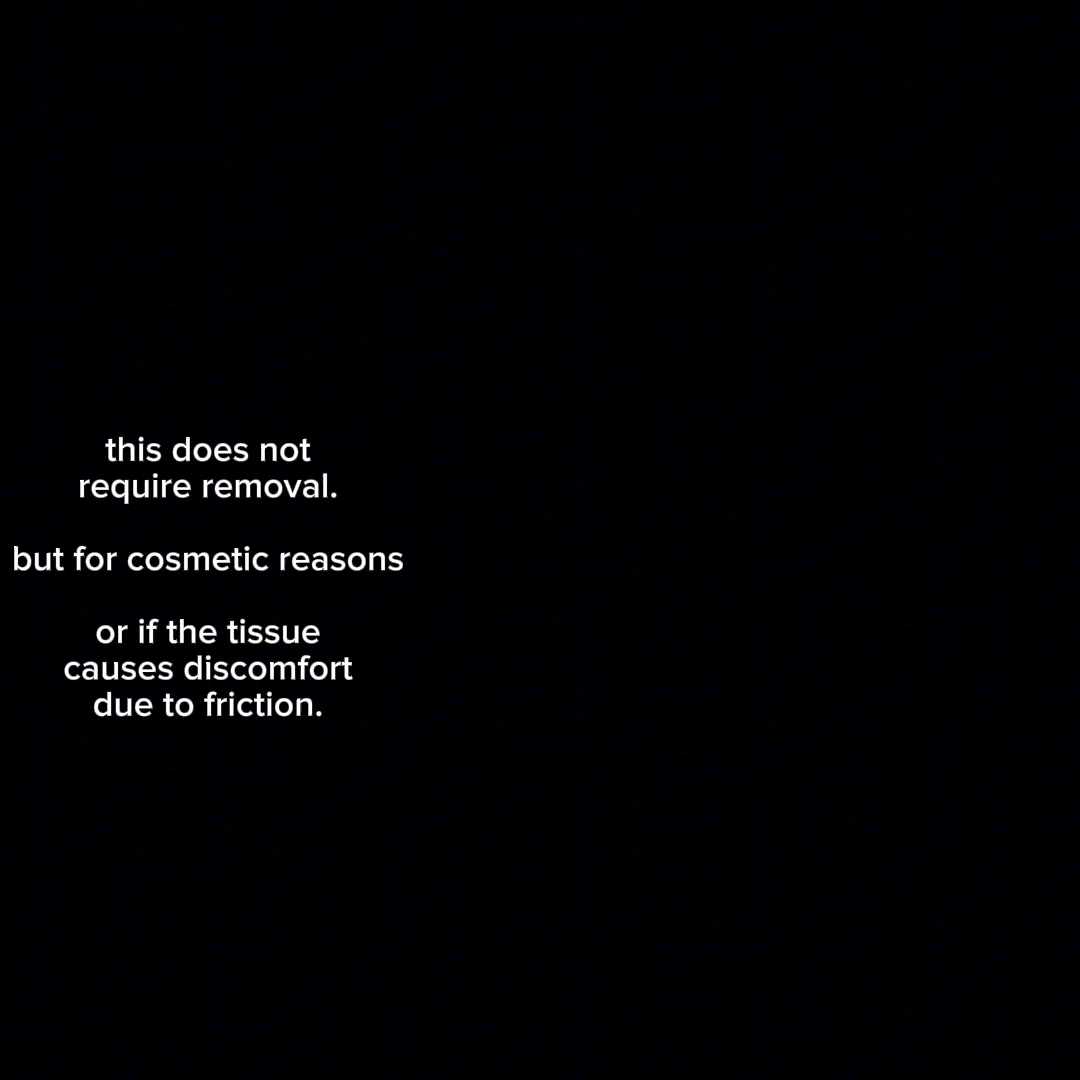 this does not
require removal.
but for cosmetic reasons
or if the tissue
causes discomfort
due to friction.